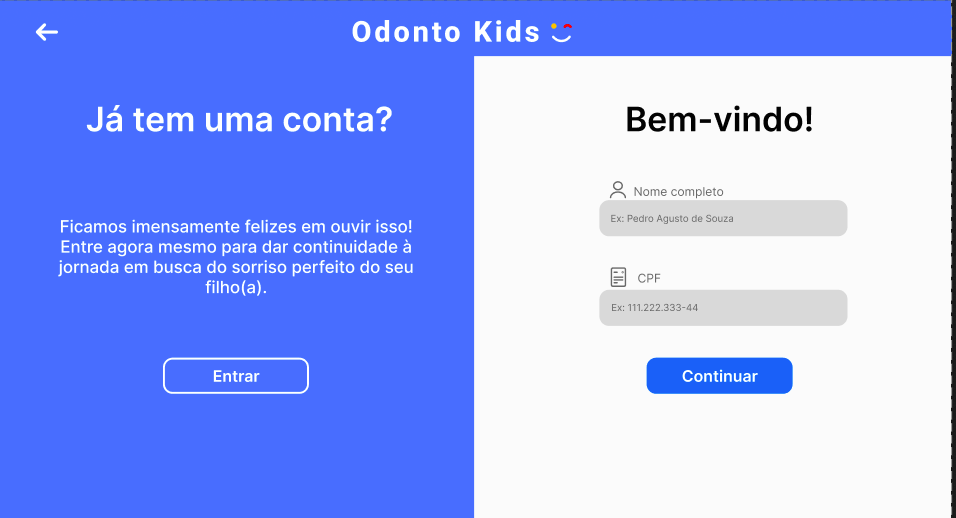 Odonto Kids
Já tem uma conta?
Ficamos imensamente felizes em ouvir isso!
Entre agora mesmo para dar continuidade à
jornada em busca do sorriso perfeito do seu
filho(a).
Entrar
Bem-vindo!
Nome completo
Ex: Pedro Agusto de Souza
CPF
Ex: 111.222.333-44
Continuar